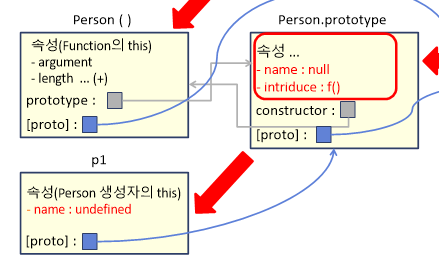 Person ( )
속성(Function의 this)
- argument
- length ... (+)
prototype :
[proto] :
Person.prototype
속성 ...
- name : null
- intriduce : f()
constructor :
[proto] :
p1
속성(Person 생성자의 this)
- name : undefined
[proto] :